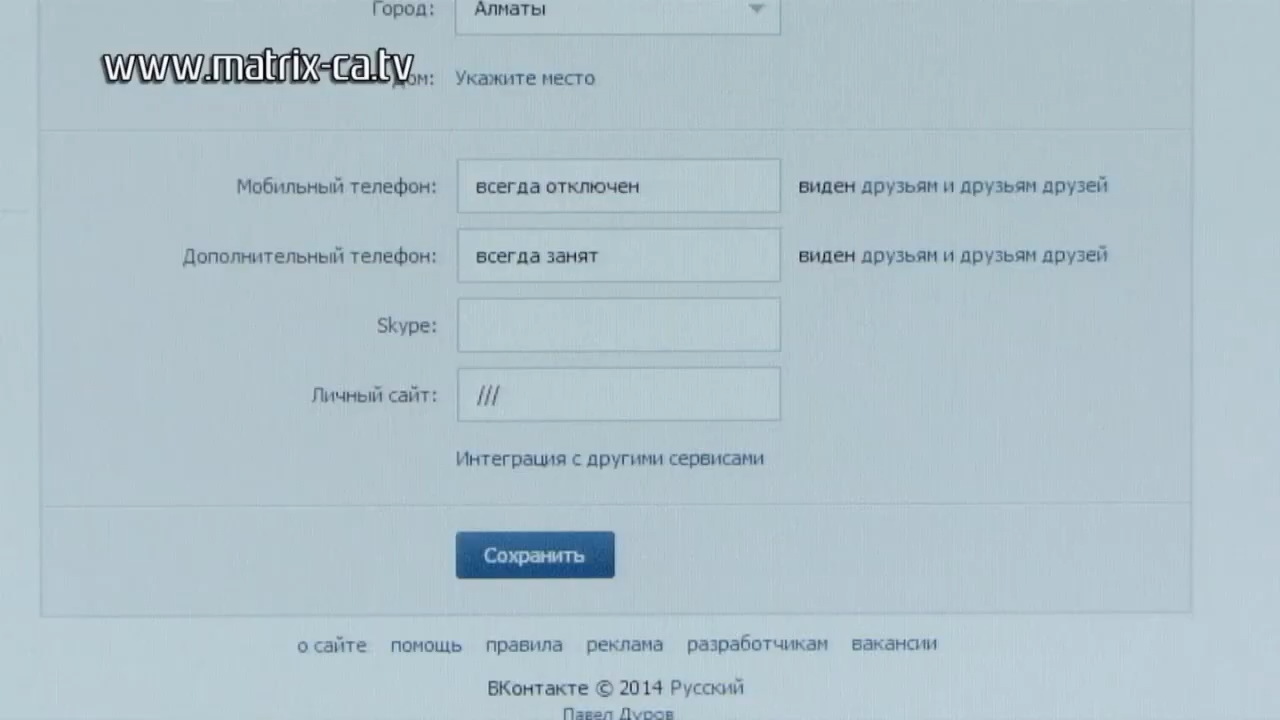 Город: Алматы
www.matrix-ca.tv
Дом: Укажите место
Мобильный телефон: всегда отключен виден друзьям и друзьям друзей
Дополнительный телефон: всегда занят виден друзьям и друзьям друзей
Skype:
Личный сайт: ///
Интеграция с другими сервисами
Сохранить
о сайте помощь правила реклама разработчикам вакансии
ВКонтакте © 2014 Русский
Павел Дуров